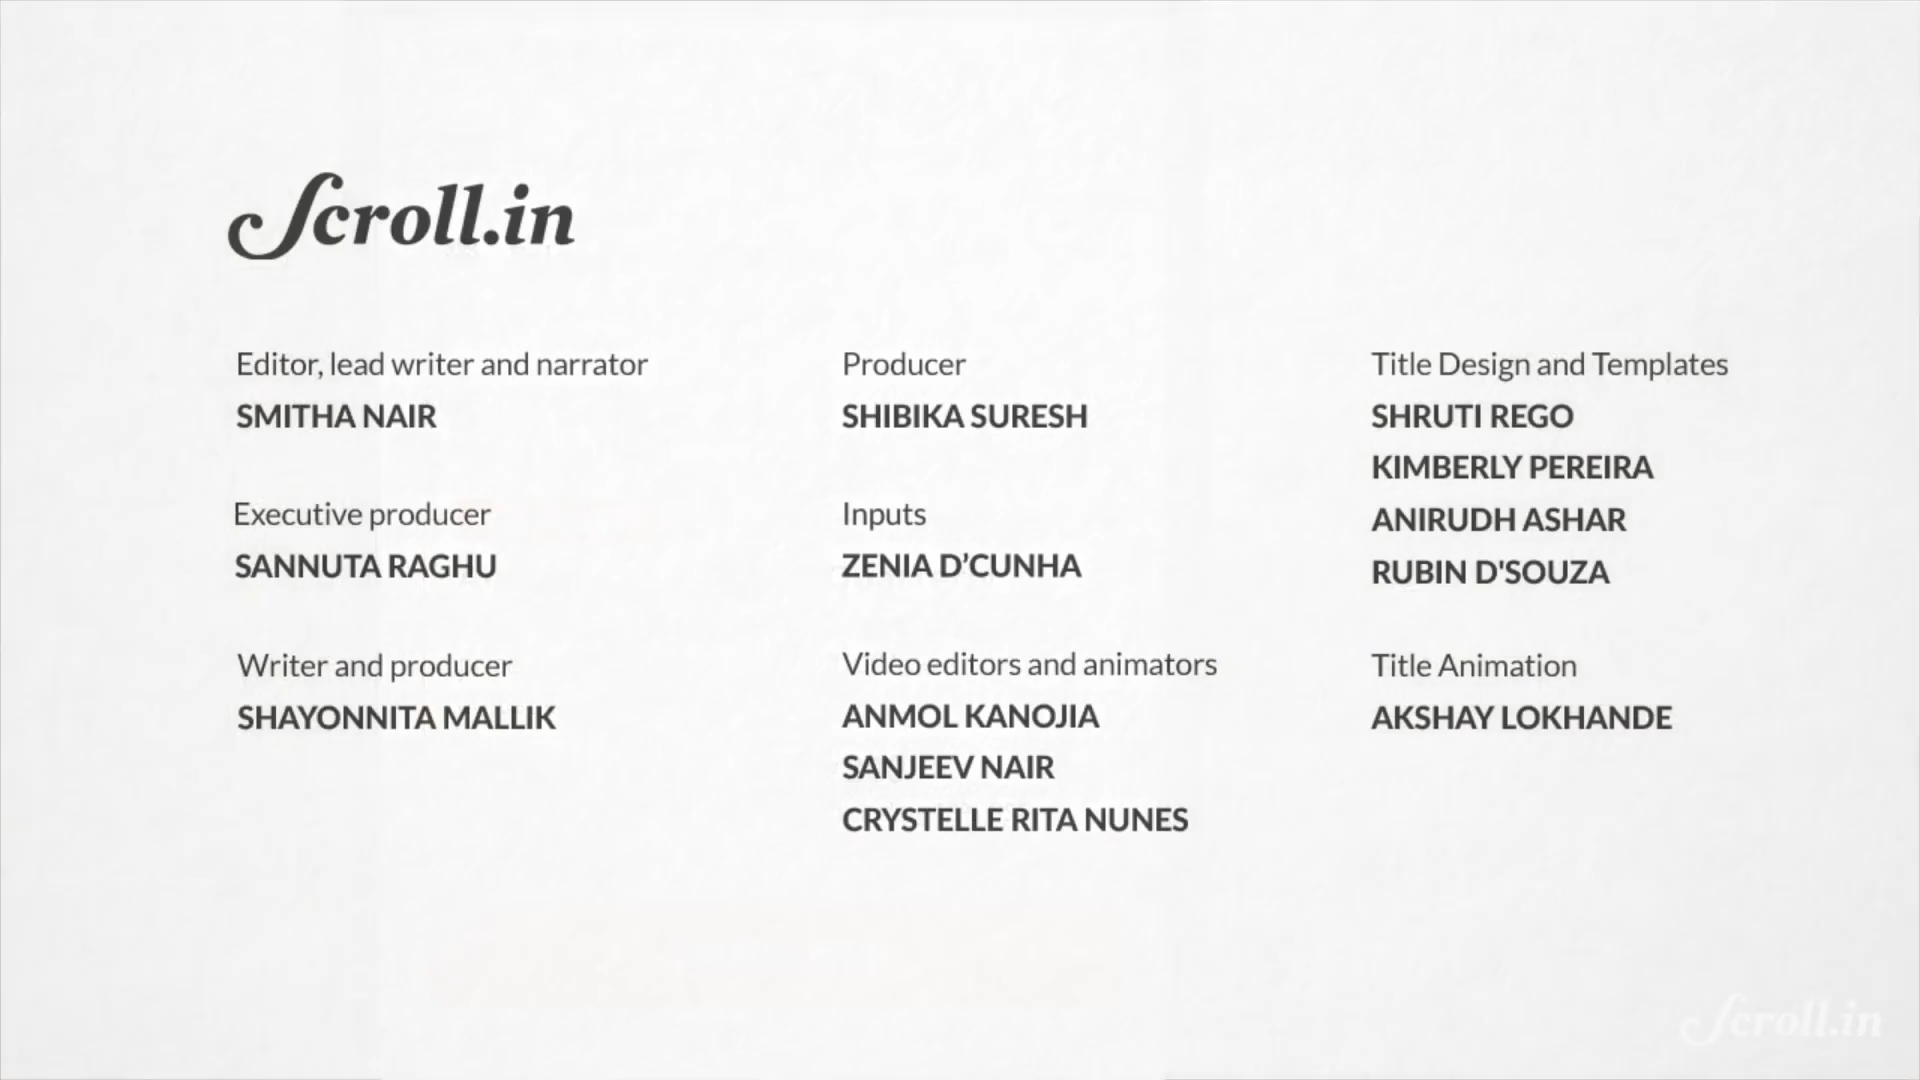 Scroll.in
Editor, lead writer and narrator
SMITHA NAIR
Executive producer
SANNUTA RAGHU
Writer and producer
SHAYONNITA MALLIK
Producer
SHIBIKA SURESH
Inputs
ZENIA D’CUNHA
Video editors and animators
ANMOL KANOJIA
SANJEEV NAIR
CRYSTELLE RITA NUNES
Title Design and Templates
SHRUTI REGO
KIMBERLY PEREIRA
ANIRUDH ASHAR
RUBIN D'SOUZA
Title Animation
AKSHAY LOKHANDE
Scroll.in